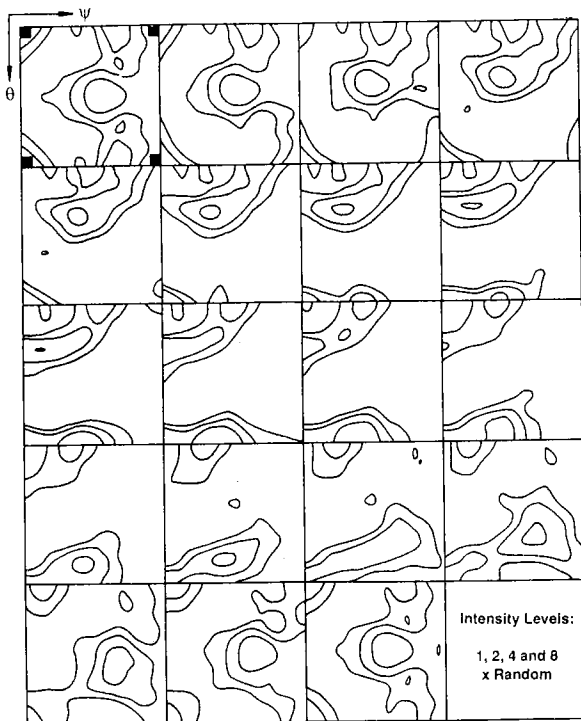 ψ
θ
Intensity Levels:
1, 2, 4 and 8
x Random